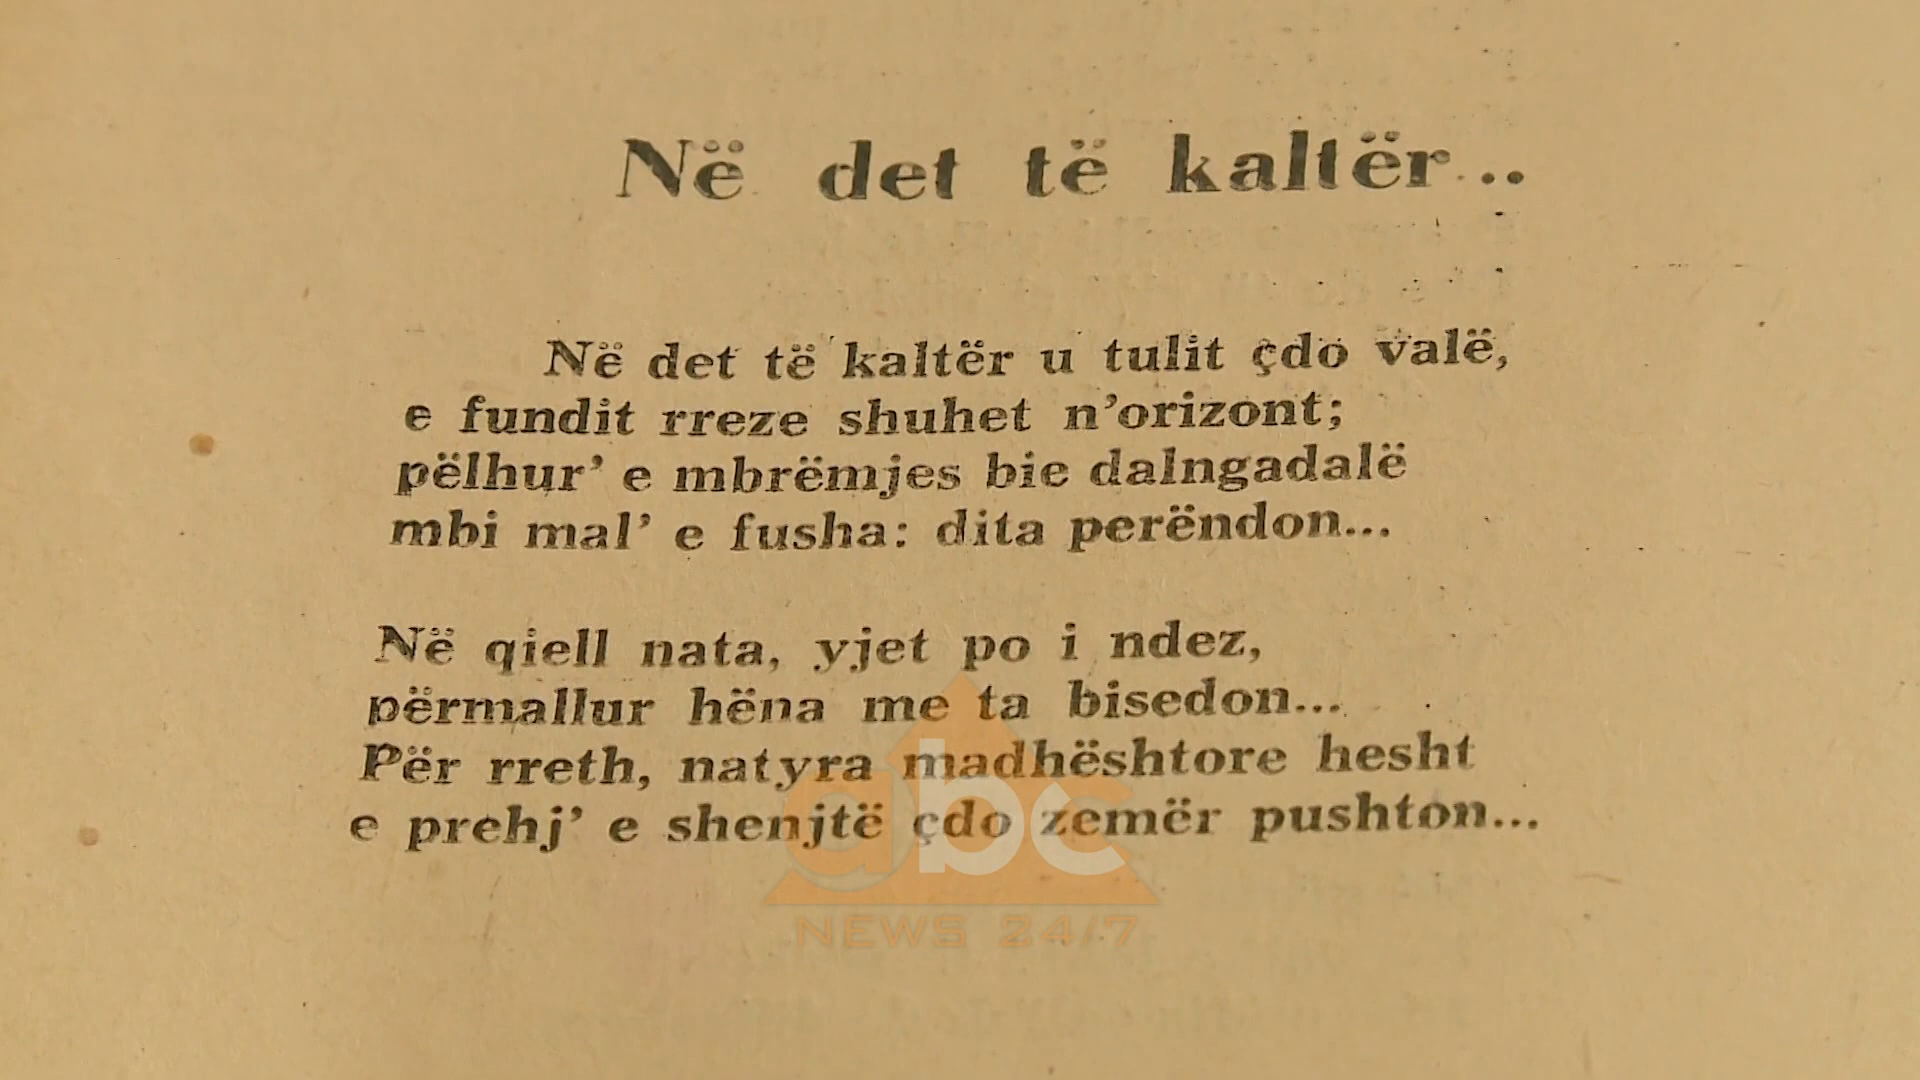 Në det të kaltër...
Në det të kaltër u tulit çdo valë,
e fundit rreze shuhet n’orizont;
pëlhur’ e mbrëmjes bie dalngadalë
mbi mal’ e fusha: dita perëndon...
Në qiell nata, yjet po i ndez,
përmallur hëna me ta bisedon...
Për rreth, natyra madhështore hesht
e prehj’ e shenjtë çdo zemër pushton...
abc
NEWS 24/7